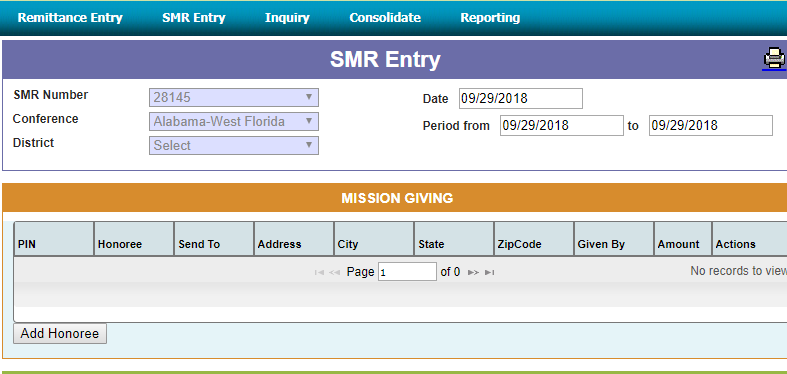 Remittance Entry SMR Entry Inquiry Consolidate Reporting
SMR Entry
SMR Number 28145 Date 09/29/2018
Conference Alabama-West Florida Period from 09/29/2018 to 09/29/2018
District Select
MISSION GIVING
PIN Honoree Send To Address City State ZipCode Given By Amount Actions
Page 1 of 0 No records to view
Add Honoree